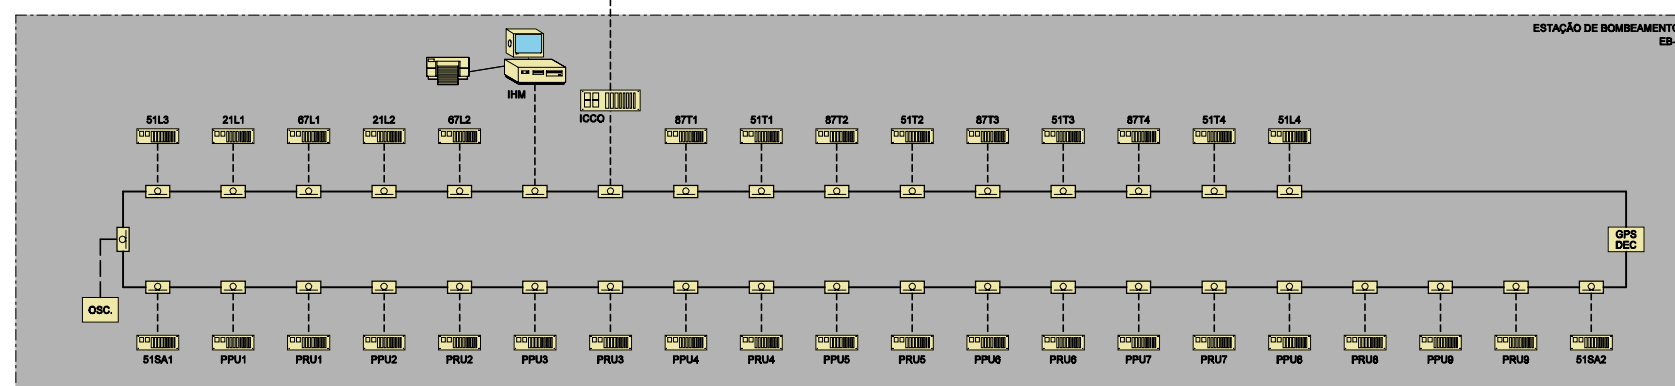 ESTAÇÃO DE BOMBEAMENTO
EB-
IHM
ICCO
51L3 21L1 67L1 21L2 67L2 87T1 51T1 87T2 51T2 87T3 51T3 87T4 51T4 51L4
GPS
DEC
OSC.
51SA1 PPU1 PRU1 PPU2 PRU2 PPU3 PRU3 PPU4 PRU4 PPU5 PRU5 PPU6 PRU6 PPU7 PRU7 PPU8 PRU8 PPU9 PRU9 51SA2